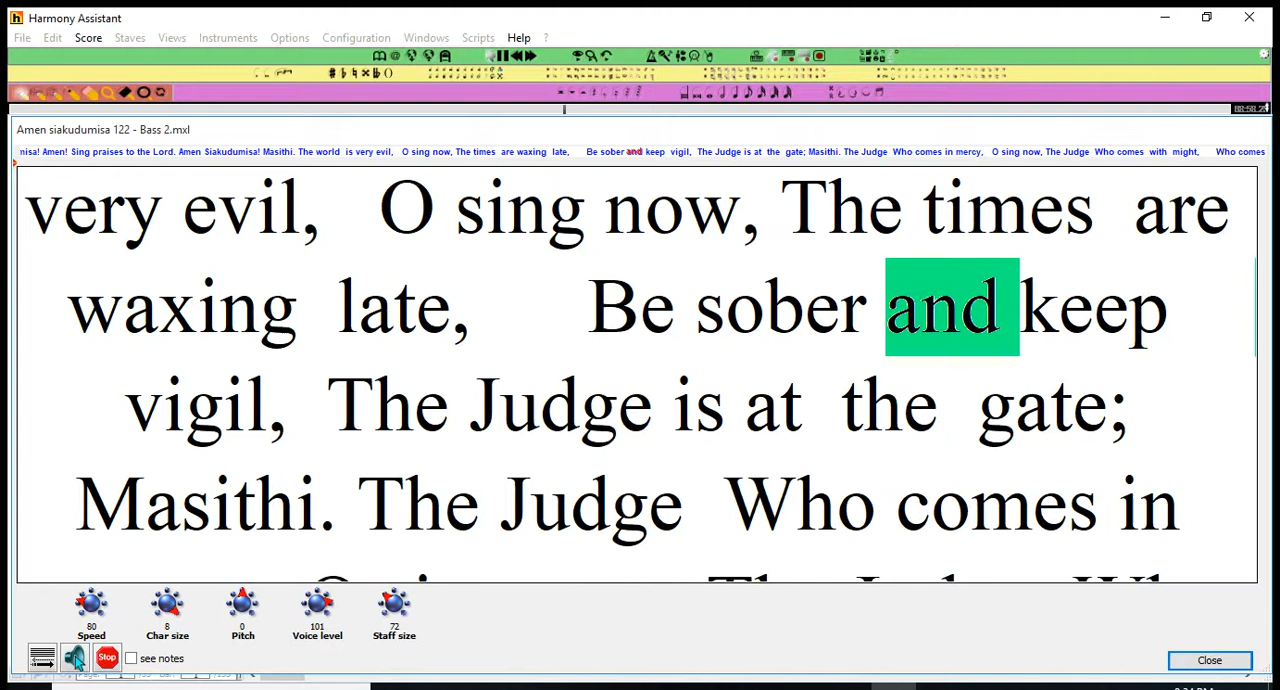 Harmony Assistant
File Edit Score Staves Views Instruments Options Configuration Windows Scripts Help ?
Amen siakudumisa 122 - Bass 2.mxl
misa! Amen! Sing praises to the Lord. Amen Siakudumisa! Masithi. The world is very evil, O sing now, The times are waxing late, Be sober and keep vigil, The Judge is at the gate; Masithi. The Judge Who comes in mercy, O sing now, The Judge Who comes with might, Who comes
very evil, O sing now, The times are
waxing late, Be sober and keep
vigil, The Judge is at the gate;
Masithi. The Judge Who comes in
80 8 0 101 72
Speed Char size Pitch Voice level Staff size
Stop see notes Close